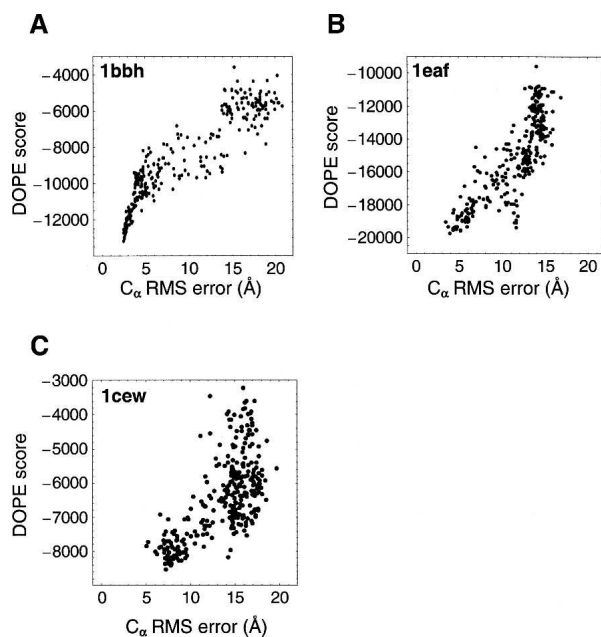 A
1bbh
DOPE score
−4000
−6000
−8000
−10000
−12000
0 5 10 15 20
Cα RMS error (Å)
B
1eaf
DOPE score
−10000
−12000
−14000
−16000
−18000
−20000
0 5 10 15 20
Cα RMS error (Å)
C
1cew
DOPE score
−3000
−4000
−5000
−6000
−7000
−8000
0 5 10 15 20
Cα RMS error (Å)